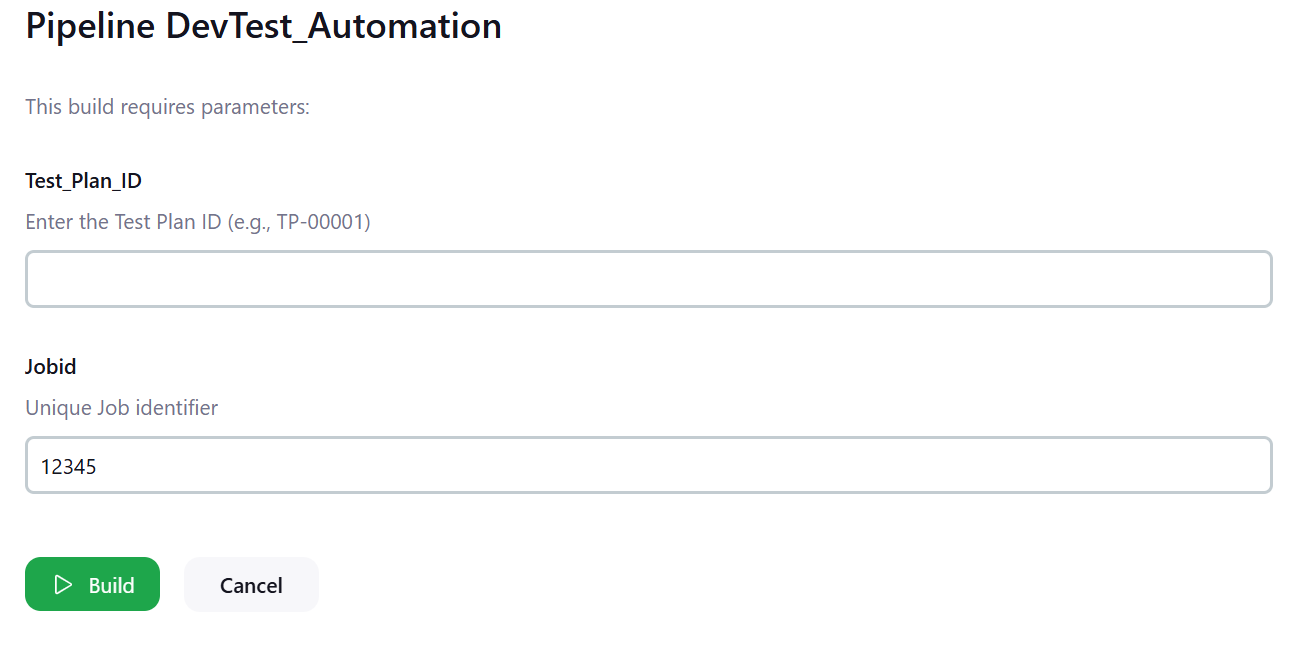 Pipeline DevTest_Automation
This build requires parameters:
Test_Plan_ID
Enter the Test Plan ID (e.g., TP-00001)
Jobid
Unique Job identifier
12345
Build
Cancel